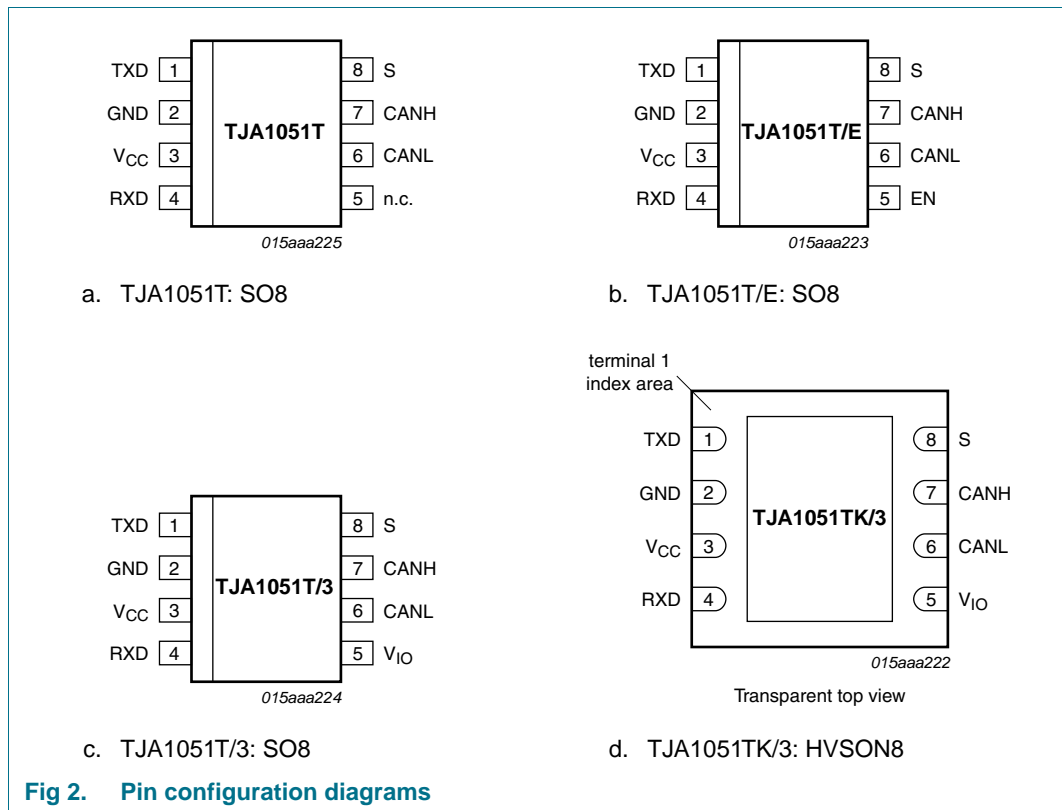 TXD 1
GND 2
VCC 3
RXD 4
TJA1051T
8 S
7 CANH
6 CANL
5 n.c.
015aaa225
a. TJA1051T: SO8
TXD 1
GND 2
VCC 3
RXD 4
TJA1051T/E
8 S
7 CANH
6 CANL
5 EN
015aaa223
b. TJA1051T/E: SO8
TXD 1
GND 2
VCC 3
RXD 4
TJA1051T/3
8 S
7 CANH
6 CANL
5 VIO
015aaa224
c. TJA1051T/3: SO8
terminal 1
index area
TXD 1
GND 2
VCC 3
RXD 4
TJA1051TK/3
8 S
7 CANH
6 CANL
5 VIO
015aaa222
Transparent top view
d. TJA1051TK/3: HVSON8
Fig 2. Pin configuration diagrams